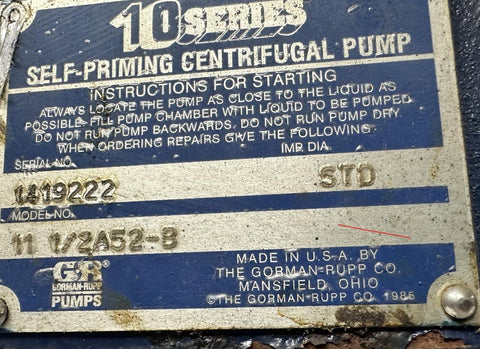 10 SERIES
SELF-PRIMING CENTRIFUGAL PUMP
INSTRUCTIONS FOR STARTING
ALWAYS LOCATE THE PUMP AS CLOSE TO THE LIQUID AS
POSSIBLE. FILL PUMP CHAMBER WITH LIQUID TO BE PUMPED.
DO NOT RUN PUMP BACKWARDS. DO NOT RUN PUMP DRY.
WHEN ORDERING REPAIRS GIVE THE FOLLOWING.
SERIAL NO. IMP. DIA.
1419222 STD
MODEL NO.
11 1/2A52-B
G-R
GORMAN-RUPP
PUMPS
MADE IN U.S.A. BY
THE GORMAN-RUPP CO.
MANSFIELD, OHIO
©THE GORMAN-RUPP CO. 1985